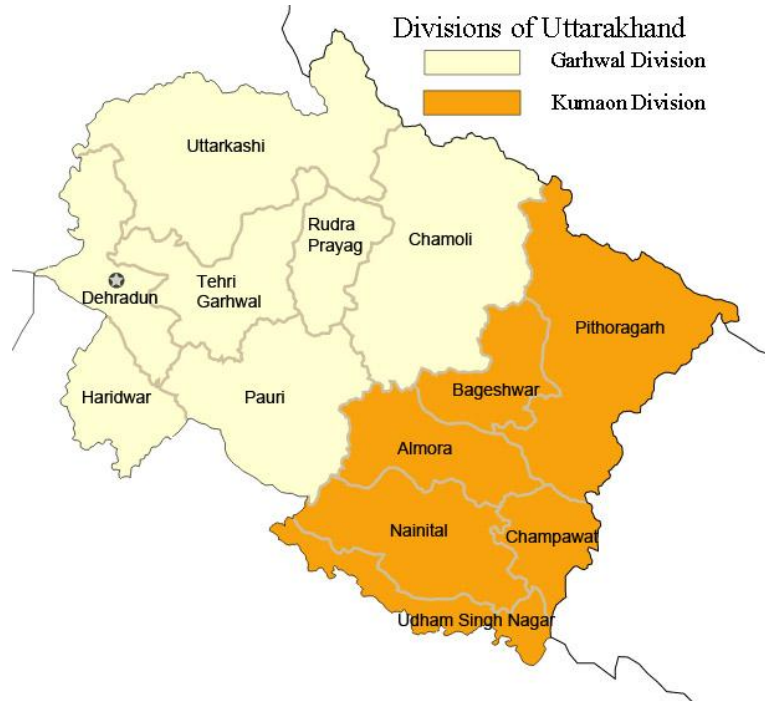 Divisions of Uttarakhand
Garhwal Division
Kumaon Division
Uttarkashi
Rudra
Prayag
Chamoli
Tehri
Garhwal
Dehradun
Pithoragarh
Haridwar
Pauri
Bageshwar
Almora
Nainital
Champawat
Udham Singh Nagar